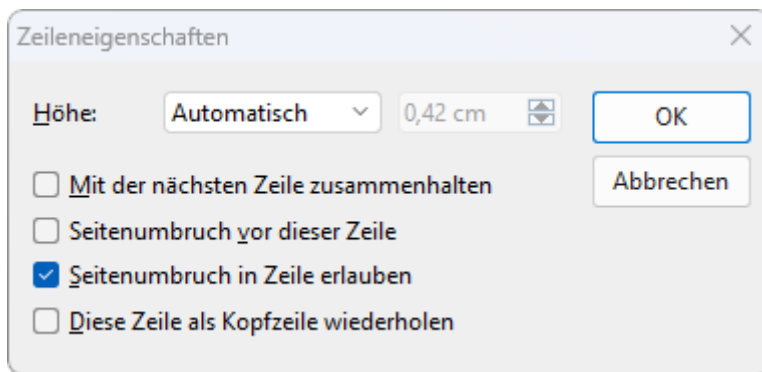 Zeileneigenschaften
Höhe: Automatisch 0,42 cm OK
Mit der nächsten Zeile zusammenhalten Abbrechen
Seitenumbruch vor dieser Zeile
Seitenumbruch in Zeile erlauben
Diese Zeile als Kopfzeile wiederholen